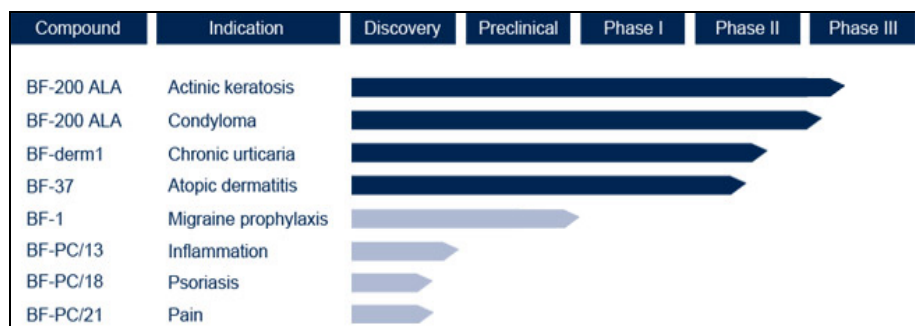 Compound Indication Discovery Preclinical Phase I Phase II Phase III
BF-200 ALA Actinic keratosis
BF-200 ALA Condyloma
BF-derm1 Chronic urticaria
BF-37 Atopic dermatitis
BF-1 Migraine prophylaxis
BF-PC/13 Inflammation
BF-PC/18 Psoriasis
BF-PC/21 Pain